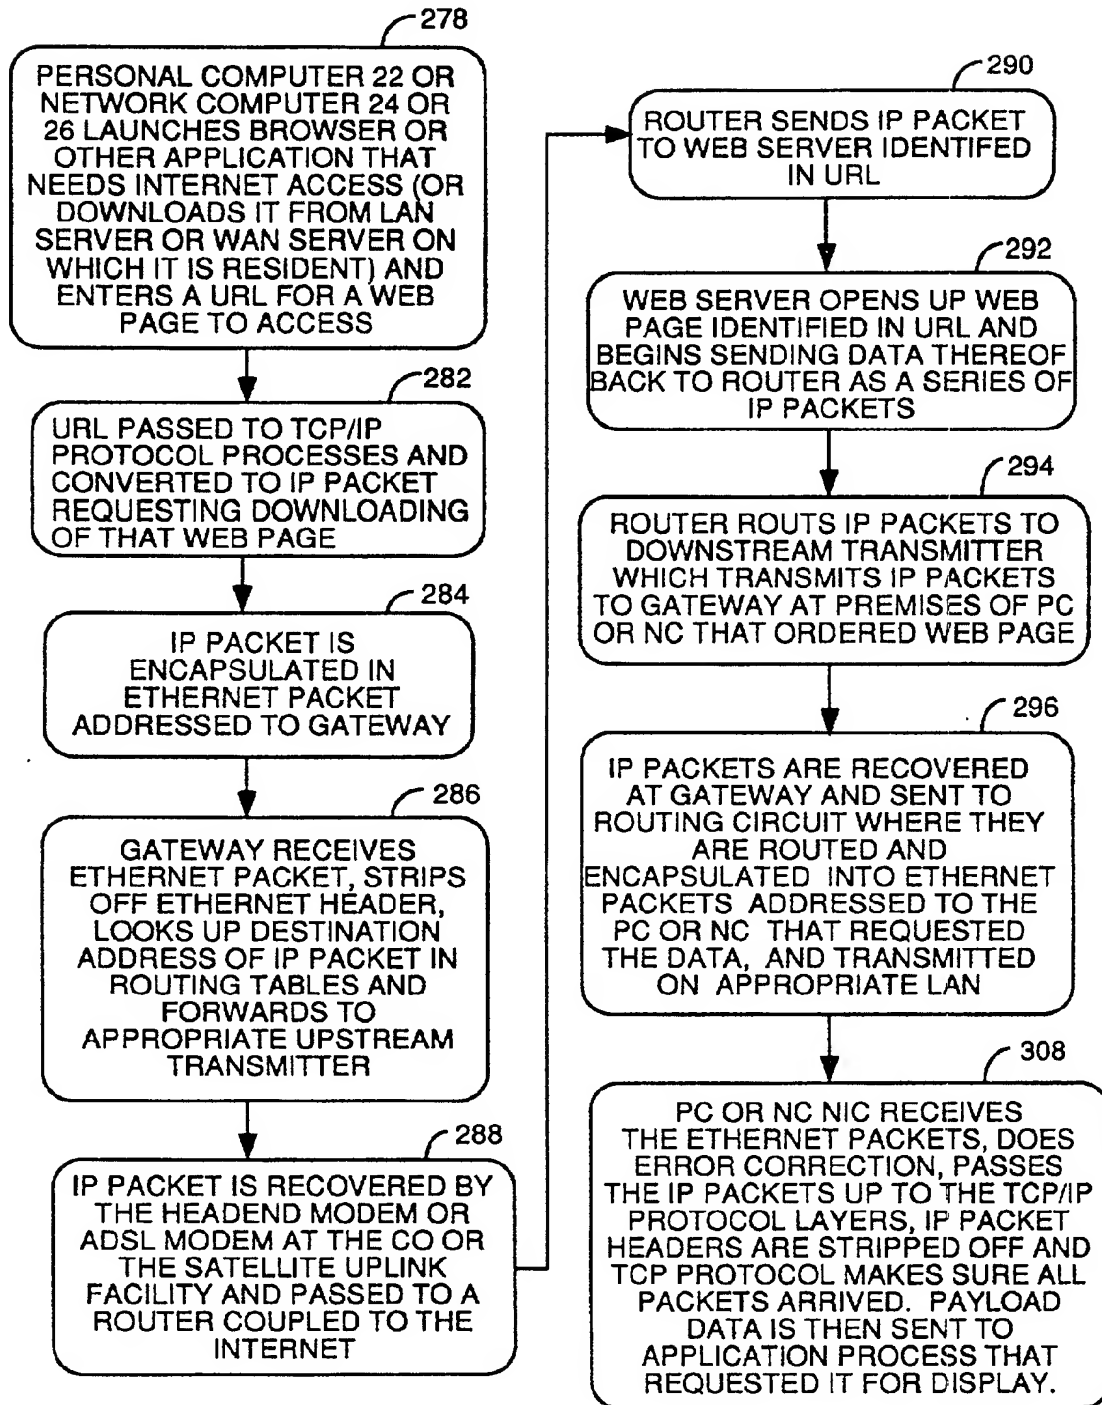 278
PERSONAL COMPUTER 22 OR
NETWORK COMPUTER 24 OR
26 LAUNCHES BROWSER OR
OTHER APPLICATION THAT
NEEDS INTERNET ACCESS (OR
DOWNLOADS IT FROM LAN
SERVER OR WAN SERVER ON
WHICH IT IS RESIDENT) AND
ENTERS A URL FOR A WEB
PAGE TO ACCESS
282
URL PASSED TO TCP/IP
PROTOCOL PROCESSES AND
CONVERTED TO IP PACKET
REQUESTING DOWNLOADING
OF THAT WEB PAGE
284
IP PACKET IS
ENCAPSULATED IN
ETHERNET PACKET
ADDRESSED TO GATEWAY
286
GATEWAY RECEIVES
ETHERNET PACKET, STRIPS
OFF ETHERNET HEADER,
LOOKS UP DESTINATION
ADDRESS OF IP PACKET IN
ROUTING TABLES AND
FORWARDS TO
APPROPRIATE UPSTREAM
TRANSMITTER
288
IP PACKET IS RECOVERED BY
THE HEADEND MODEM OR
ADSL MODEM AT THE CO OR
THE SATELLITE UPLINK
FACILITY AND PASSED TO A
ROUTER COUPLED TO THE
INTERNET
290
ROUTER SENDS IP PACKET
TO WEB SERVER IDENTIFED
IN URL
292
WEB SERVER OPENS UP WEB
PAGE IDENTIFIED IN URL AND
BEGINS SENDING DATA THEREOF
BACK TO ROUTER AS A SERIES OF
IP PACKETS
294
ROUTER ROUTS IP PACKETS TO
DOWNSTREAM TRANSMITTER
WHICH TRANSMITS IP PACKETS
TO GATEWAY AT PREMISES OF PC
OR NC THAT ORDERED WEB PAGE
296
IP PACKETS ARE RECOVERED
AT GATEWAY AND SENT TO
ROUTING CIRCUIT WHERE THEY
ARE ROUTED AND
ENCAPSULATED INTO ETHERNET
PACKETS ADDRESSED TO THE
PC OR NC THAT REQUESTED
THE DATA, AND TRANSMITTED
ON APPROPRIATE LAN
308
PC OR NC NIC RECEIVES
THE ETHERNET PACKETS, DOES
ERROR CORRECTION, PASSES
THE IP PACKETS UP TO THE TCP/IP
PROTOCOL LAYERS, IP PACKET
HEADERS ARE STRIPPED OFF AND
TCP PROTOCOL MAKES SURE ALL
PACKETS ARRIVED. PAYLOAD
DATA IS THEN SENT TO
APPLICATION PROCESS THAT
REQUESTED IT FOR DISPLAY.